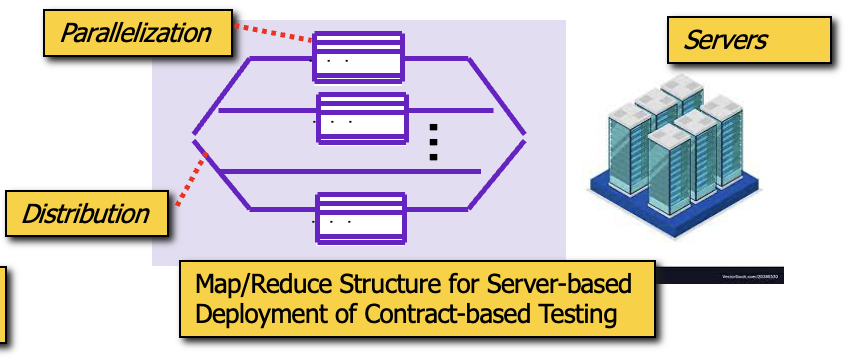 Parallelization
Servers
Distribution
Map/Reduce Structure for Server-based
Deployment of Contract-based Testing